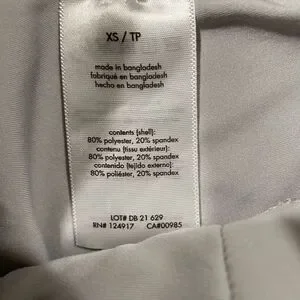 XS / TP
made in bangladesh
fabriqué en bangladesh
hecho en bangladesh
contents (shell):
80% polyester, 20% spandex
contenu (tissu extérieur):
80% polyester, 20% spandex
contenido (tejido externo):
80% poliéster, 20% spandex
LOT# DB 21 629
RN# 124917 CA#00985